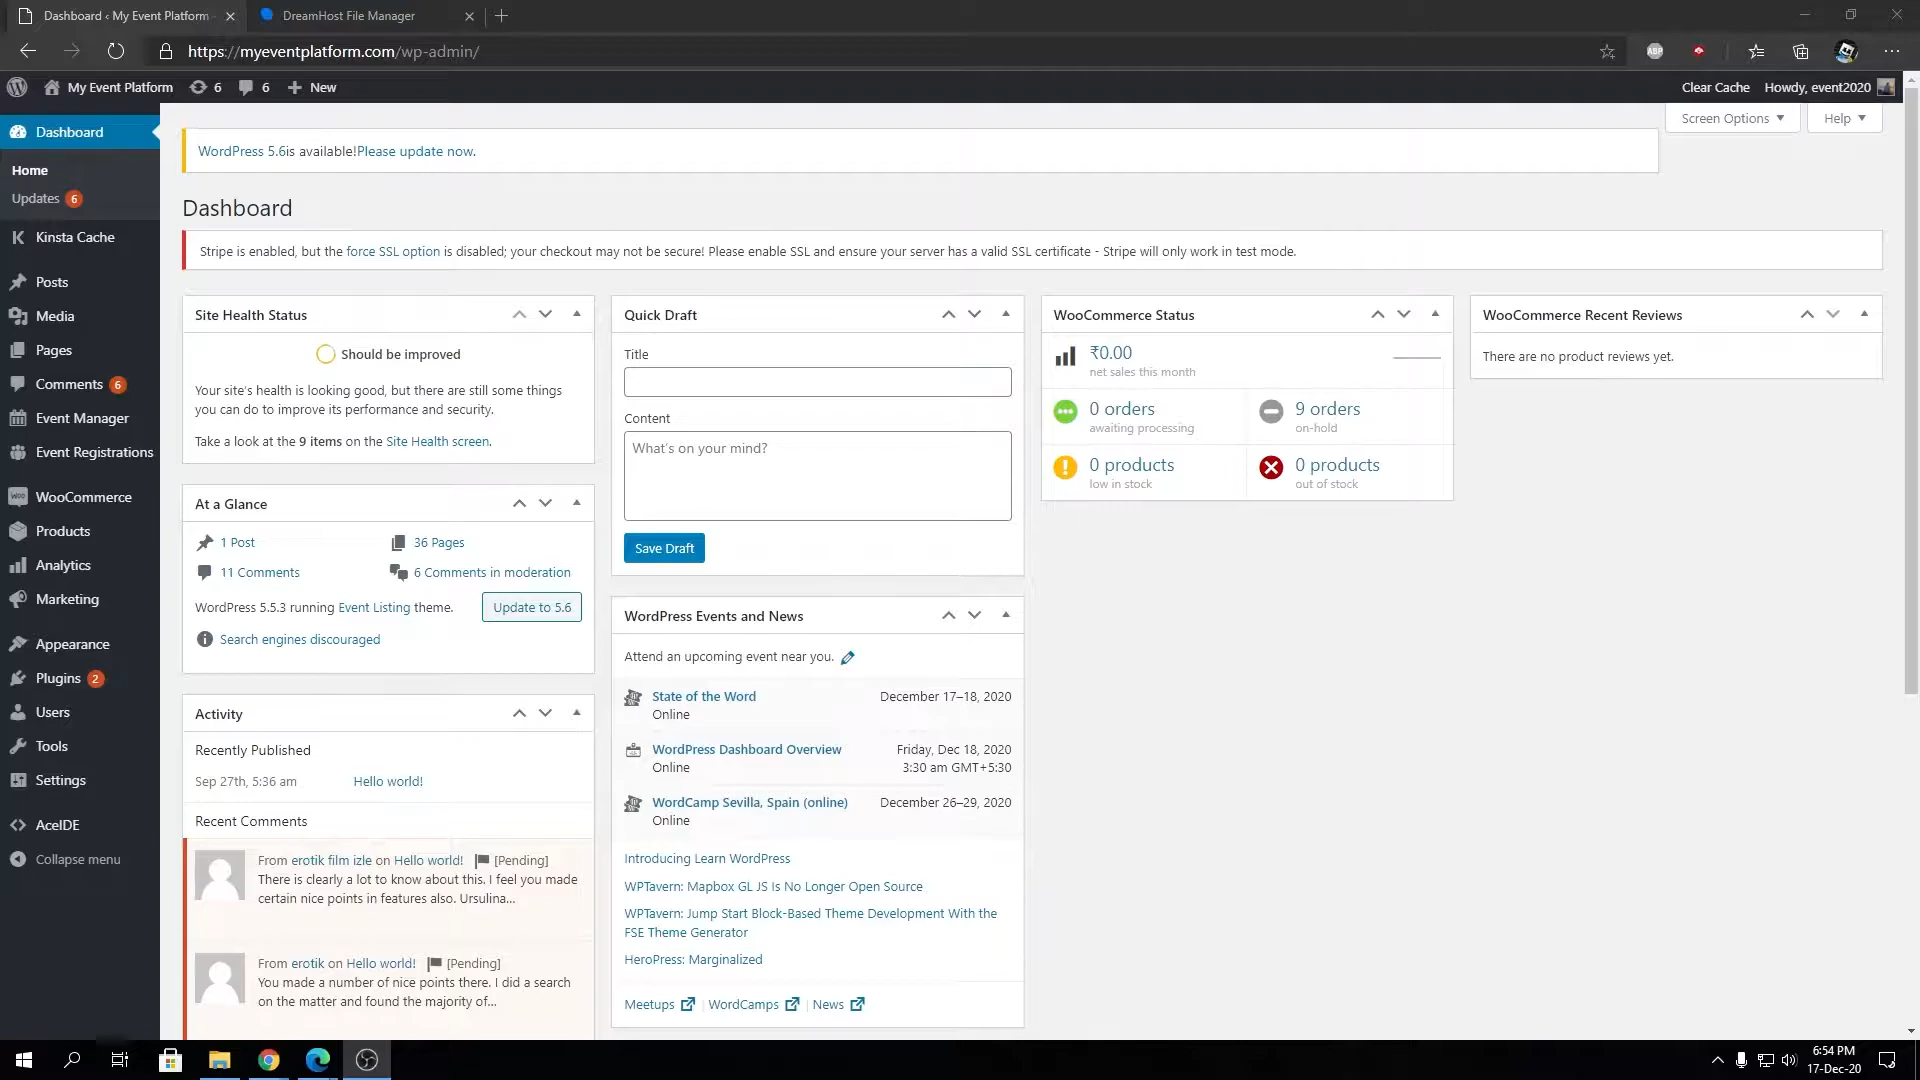 Dashboard ‹ My Event Platform
DreamHost File Manager
https://myeventplatform.com/wp-admin/
ABP
My Event Platform
6
6
New
Clear Cache
Howdy, event2020
Dashboard
Home
Updates 6
Kinsta Cache
Posts
Media
Pages
Comments 6
Event Manager
Event Registrations
WooCommerce
Products
Analytics
Marketing
Appearance
Plugins 2
Users
Tools
Settings
AceIDE
Collapse menu
Screen Options
Help
WordPress 5.6is available!Please update now.
Dashboard
Stripe is enabled, but the force SSL option is disabled; your checkout may not be secure! Please enable SSL and ensure your server has a valid SSL certificate - Stripe will only work in test mode.
Site Health Status
Should be improved
Your site's health is looking good, but there are still some things
you can do to improve its performance and security.
Take a look at the 9 items on the Site Health screen.
At a Glance
1 Post
36 Pages
11 Comments
6 Comments in moderation
WordPress 5.5.3 running Event Listing theme.
Update to 5.6
Search engines discouraged
Activity
Recently Published
Sep 27th, 5:36 am
Hello world!
Recent Comments
From erotik film izle on Hello world! [Pending]
There is clearly a lot to know about this. I feel you made
certain nice points in features also. Ursulina...
From erotik on Hello world! [Pending]
You made a number of nice points there. I did a search
on the matter and found the majority of...
Quick Draft
Title
Content
What's on your mind?
Save Draft
WordPress Events and News
Attend an upcoming event near you.
State of the Word
December 17–18, 2020
Online
WordPress Dashboard Overview
Friday, Dec 18, 2020
Online
3:30 am GMT+5:30
WordCamp Sevilla, Spain (online)
December 26–29, 2020
Online
Introducing Learn WordPress
WPTavern: Mapbox GL JS Is No Longer Open Source
WPTavern: Jump Start Block-Based Theme Development With the
FSE Theme Generator
HeroPress: Marginalized
Meetups
WordCamps
News
WooCommerce Status
₹0.00
net sales this month
0 orders
awaiting processing
9 orders
on-hold
0 products
low in stock
0 products
out of stock
WooCommerce Recent Reviews
There are no product reviews yet.
6:54 PM
17-Dec-20